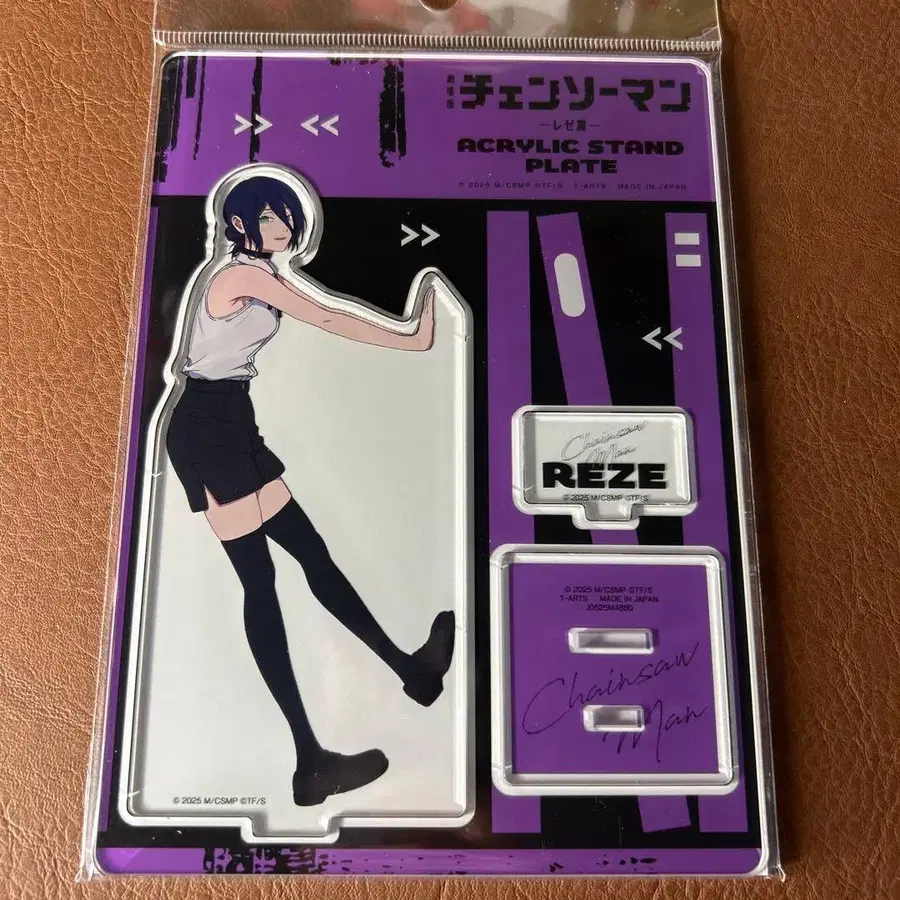 劇場版 チェンソーマン
—レゼ篇—
ACRYLIC STAND
PLATE
© 2025 M/CSMP ©TF/S T-ARTS MADE IN JAPAN
Chainsaw
Man
REZE
© 2025 M/CSMP ©TF/S
© 2025 M/CSMP ©TF/S
T-ARTS MADE IN JAPAN
J0525M4880
Chainsaw
Man
© 2025 M/CSMP ©TF/S